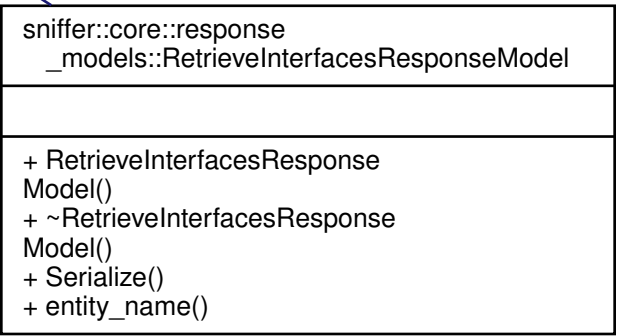 sniffer::core::response
_models::RetrieveInterfacesResponseModel
+ RetrieveInterfacesResponse
Model()
+ ~RetrieveInterfacesResponse
Model()
+ Serialize()
+ entity_name()